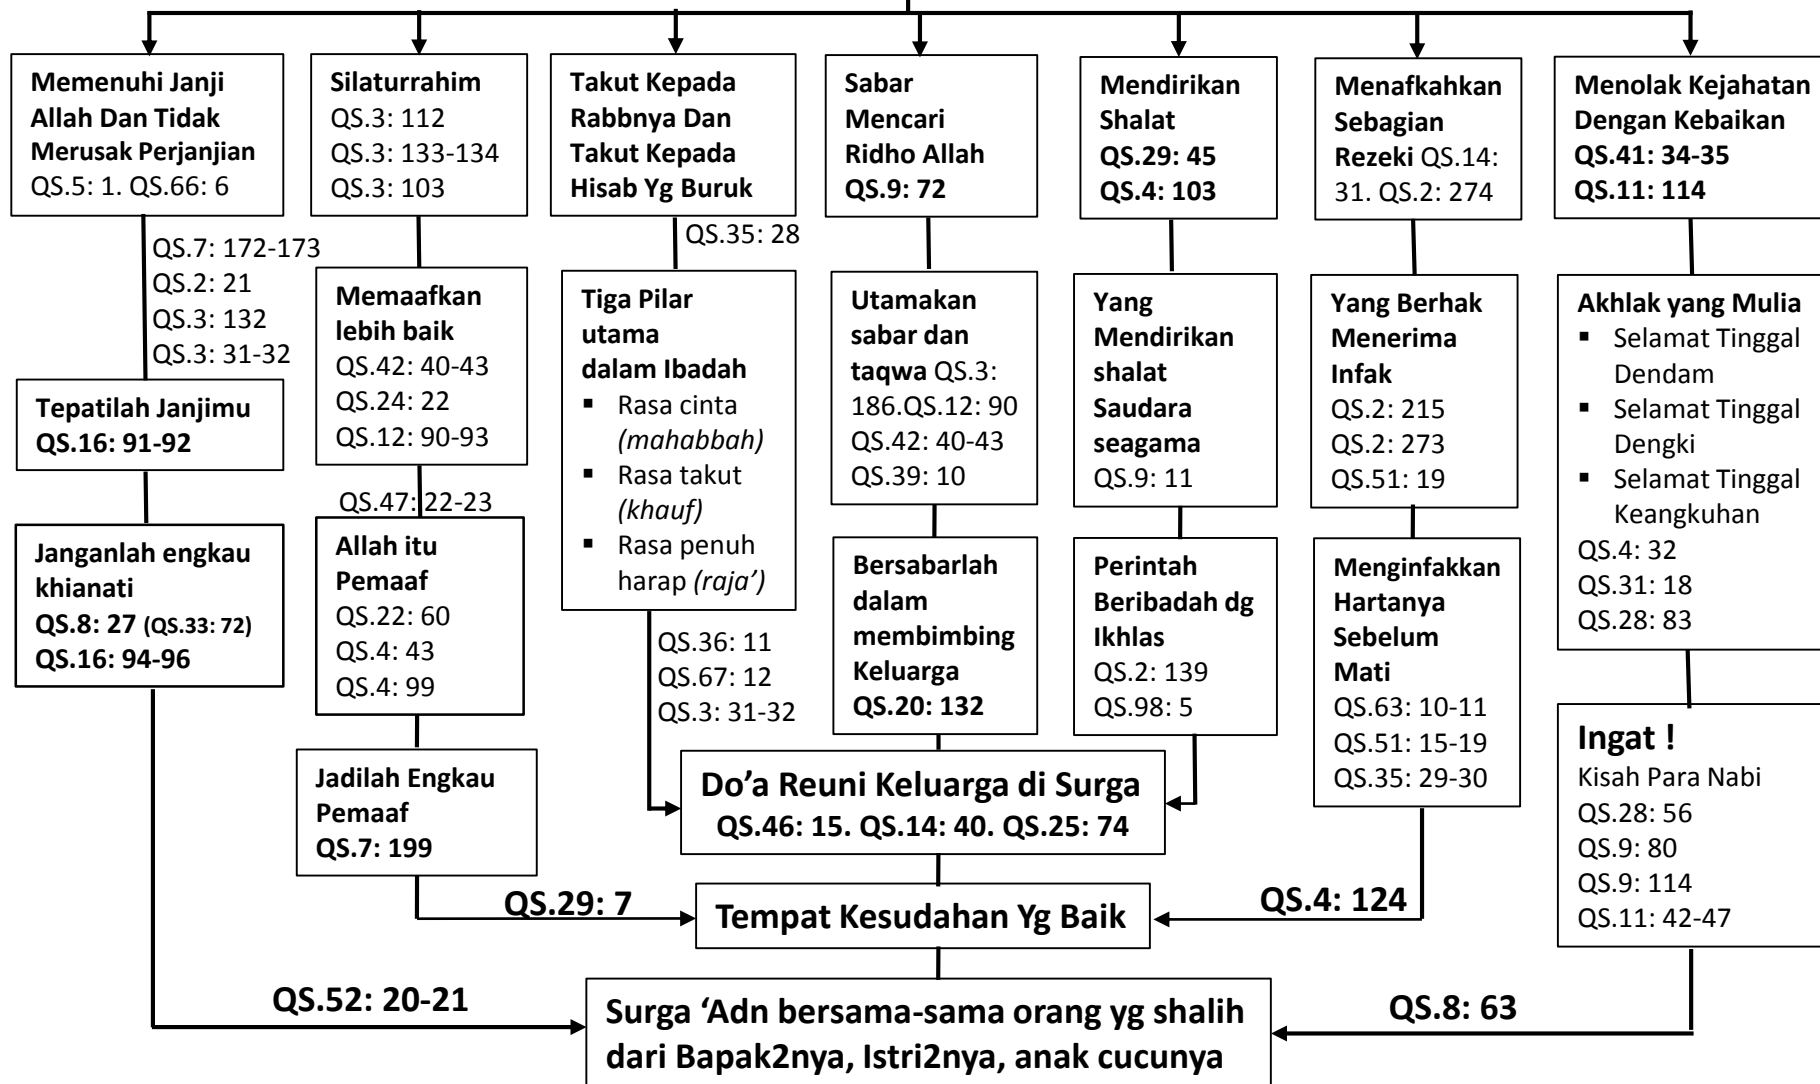 Memenuhi Janji
Allah Dan Tidak
Merusak Perjanjian
QS.5: 1. QS.66: 6
QS.7: 172-173
QS.2: 21
QS.3: 132
QS.3: 31-32
Tepatilah Janjimu
QS.16: 91-92
Janganlah engkau
khianati
QS.8: 27 (QS.33: 72)
QS.16: 94-96
Silaturrahim
QS.3: 112
QS.3: 133-134
QS.3: 103
Memaafkan
lebih baik
QS.42: 40-43
QS.24: 22
QS.12: 90-93
QS.47: 22-23
Allah itu
Pemaaf
QS.22: 60
QS.4: 43
QS.4: 99
Jadilah Engkau
Pemaaf
QS.7: 199
Takut Kepada
Rabbnya Dan
Takut Kepada
Hisab Yg Buruk
QS.35: 28
Tiga Pilar
utama
dalam Ibadah
▪ Rasa cinta
(mahabbah)
▪ Rasa takut
(khauf)
▪ Rasa penuh
harap (raja’)
QS.36: 11
QS.67: 12
QS.3: 31-32
Sabar
Mencari
Ridho Allah
QS.9: 72
Utamakan
sabar dan
taqwa QS.3:
186.QS.12: 90
QS.42: 40-43
QS.39: 10
Bersabarlah
dalam
membimbing
Keluarga
QS.20: 132
Mendirikan
Shalat
QS.29: 45
QS.4: 103
Yang
Mendirikan
shalat
Saudara
seagama
QS.9: 11
Perintah
Beribadah dg
Ikhlas
QS.2: 139
QS.98: 5
Menafkahkan
Sebagian
Rezeki QS.14:
31. QS.2: 274
Yang Berhak
Menerima
Infak
QS.2: 215
QS.2: 273
QS.51: 19
Menginfakkan
Hartanya
Sebelum
Mati
QS.63: 10-11
QS.51: 15-19
QS.35: 29-30
Menolak Kejahatan
Dengan Kebaikan
QS.41: 34-35
QS.11: 114
Akhlak yang Mulia
▪ Selamat Tinggal
Dendam
▪ Selamat Tinggal
Dengki
▪ Selamat Tinggal
Keangkuhan
QS.4: 32
QS.31: 18
QS.28: 83
Ingat !
Kisah Para Nabi
QS.28: 56
QS.9: 80
QS.9: 114
QS.11: 42-47
Do’a Reuni Keluarga di Surga
QS.46: 15. QS.14: 40. QS.25: 74
QS.29: 7
Tempat Kesudahan Yg Baik
QS.4: 124
QS.52: 20-21
Surga ‘Adn bersama-sama orang yg shalih
dari Bapak2nya, Istri2nya, anak cucunya
QS.8: 63